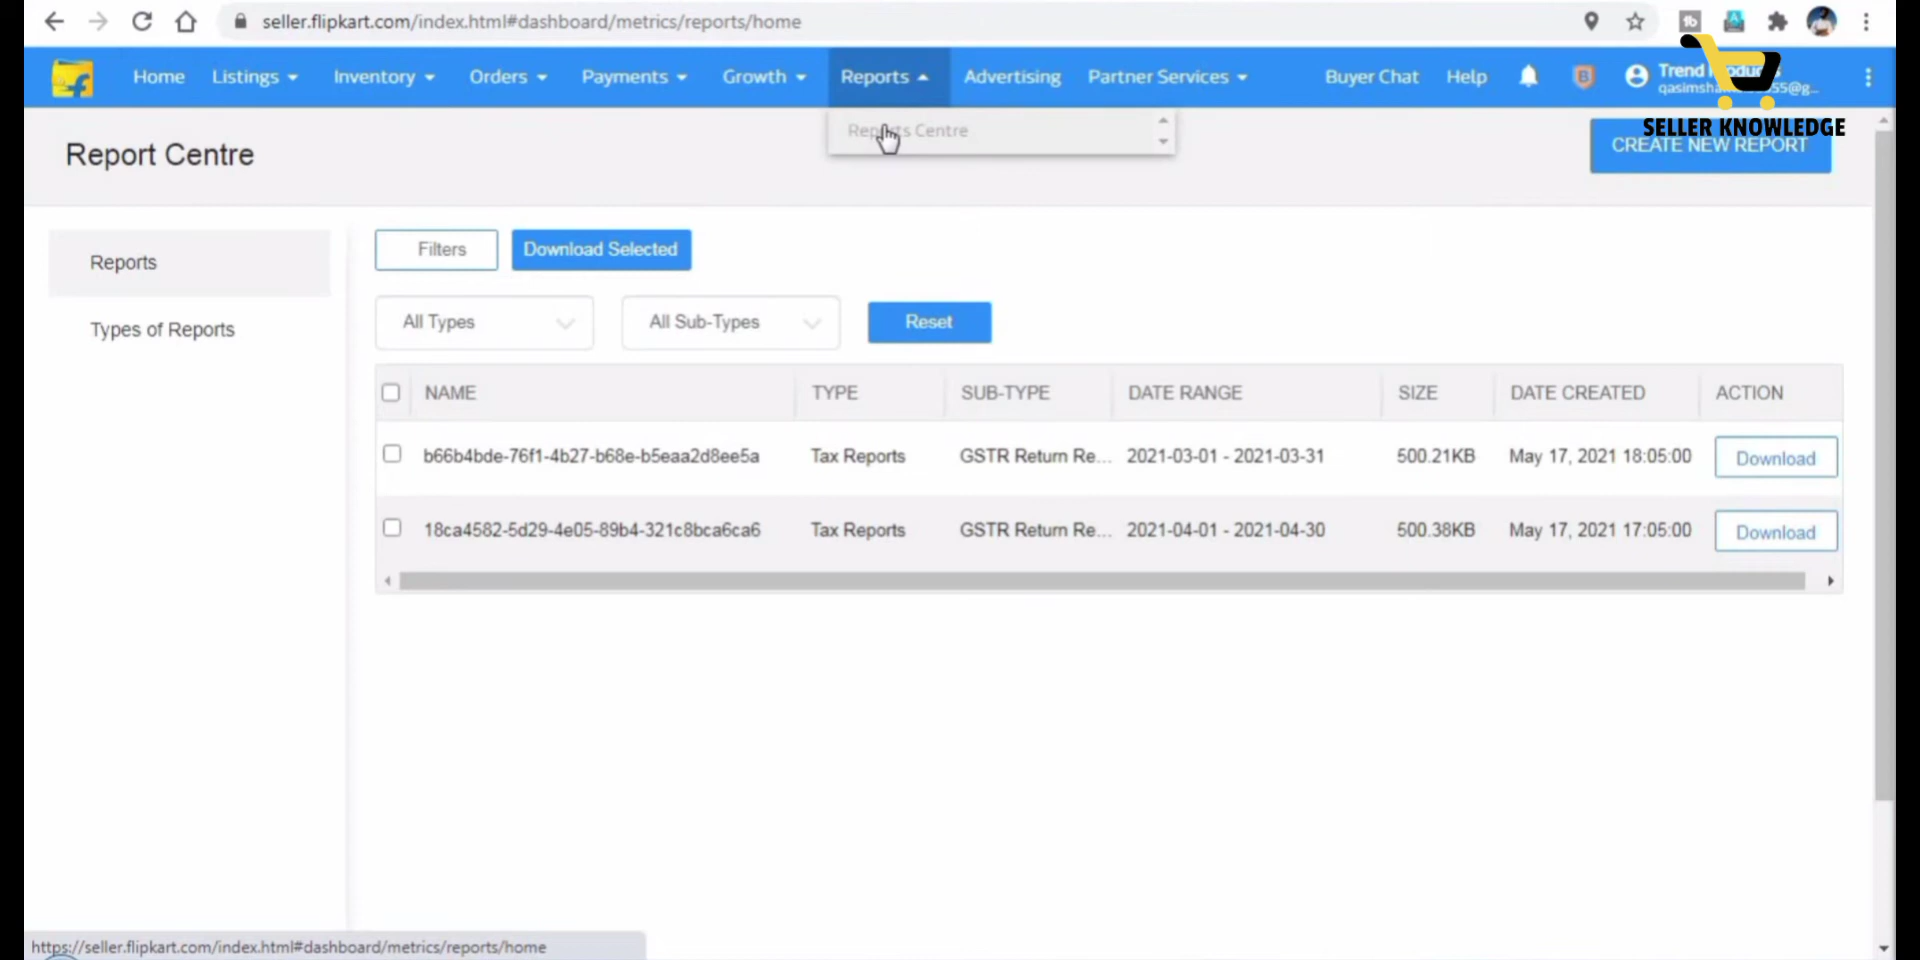 seller.flipkart.com/index.html#dashboard/metrics/reports/home
Home Listings Inventory Orders Payments Growth Reports Advertising Partner Services Buyer Chat Help Trend
SELLER KNOWLEDGE
Reports Centre
Report Centre
CREATE NEW REPORT
Reports
Types of Reports
Filters Download Selected
All Types All Sub-Types Reset
NAME TYPE SUB-TYPE DATE RANGE SIZE DATE CREATED ACTION
b66b4bde-76f1-4b27-b68e-b5eaa2d8ee5a Tax Reports GSTR Return Re... 2021-03-01 - 2021-03-31 500.21KB May 17, 2021 18:05:00 Download
18ca4582-5d29-4e05-89b4-321c8bca6ca6 Tax Reports GSTR Return Re... 2021-04-01 - 2021-04-30 500.38KB May 17, 2021 17:05:00 Download
https://seller.flipkart.com/index.html#dashboard/metrics/reports/home